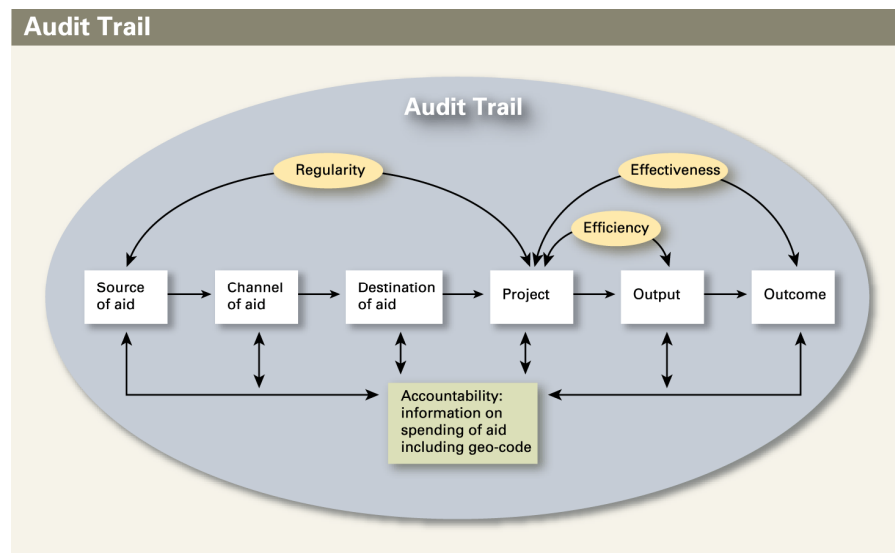 Audit Trail
Audit Trail
Regularity
Effectiveness
Efficiency
Source
of aid
Channel
of aid
Destination
of aid
Project
Output
Outcome
Accountability:
information on
spending of aid
including geo-code